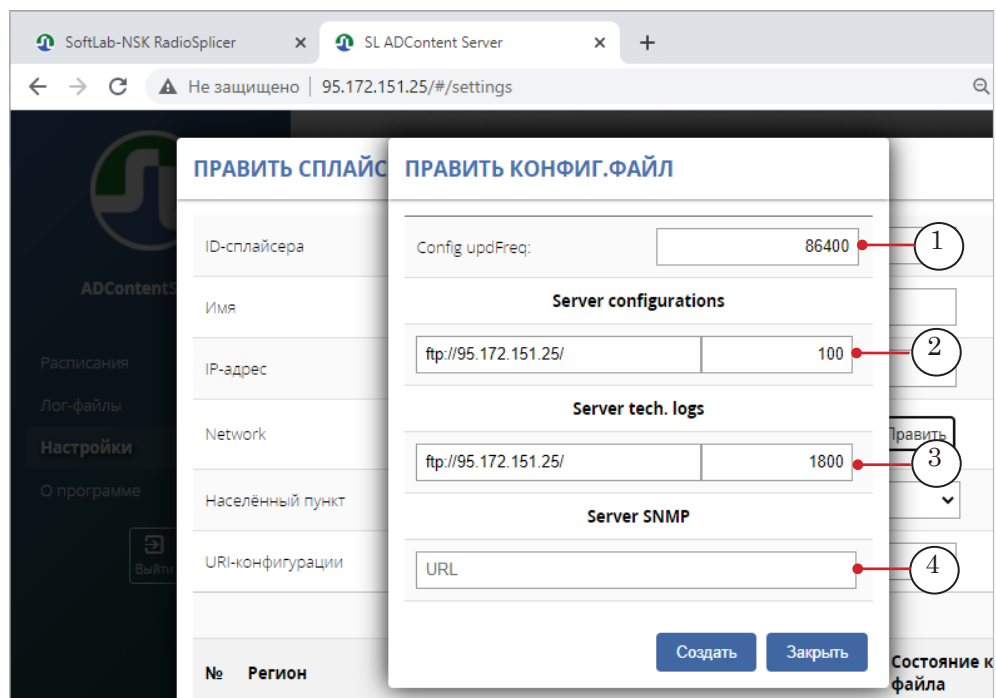 SoftLab-NSK RadioSplicer
SL ADContent Server
Не защищено | 95.172.151.25/#/settings
ADContentS
Расписания
Лог-файлы
Настройки
О программе
Выйти
ПРАВИТЬ СПЛАЙС
ID-сплайсера
Имя
IP-адрес
Network
Править
Населённый пункт
URI-конфигурации
№ Регион
Состояние к
файла
ПРАВИТЬ КОНФИГ.ФАЙЛ
Config updFreq: 86400 1
Server configurations
ftp://95.172.151.25/ 100 2
Server tech. logs
ftp://95.172.151.25/ 1800 3
Server SNMP
URL 4
Создать Закрыть